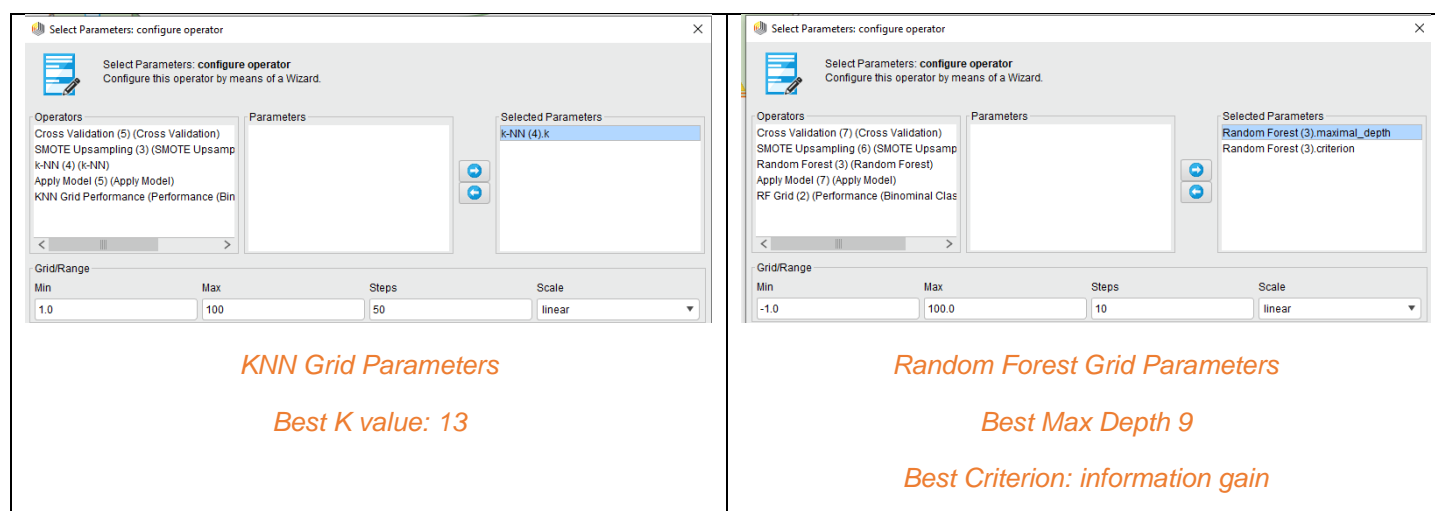 Select Parameters: configure operator
Select Parameters: configure operator
Configure this operator by means of a Wizard.
Operators
Parameters
Selected Parameters
Cross Validation (5) (Cross Validation)
SMOTE Upsampling (3) (SMOTE Upsamp
k-NN (4) (k-NN)
Apply Model (5) (Apply Model)
KNN Grid Performance (Performance (Bin
k-NN (4).k
Grid/Range
Min
Max
Steps
Scale
1.0
100
50
linear
KNN Grid Parameters
Best K value: 13
Select Parameters: configure operator
Select Parameters: configure operator
Configure this operator by means of a Wizard.
Operators
Parameters
Selected Parameters
Cross Validation (7) (Cross Validation)
SMOTE Upsampling (6) (SMOTE Upsamp
Random Forest (3) (Random Forest)
Apply Model (7) (Apply Model)
RF Grid (2) (Performance (Binominal Clas
Random Forest (3).maximal_depth
Random Forest (3).criterion
Grid/Range
Min
Max
Steps
Scale
-1.0
100.0
10
linear
Random Forest Grid Parameters
Best Max Depth 9
Best Criterion: information gain